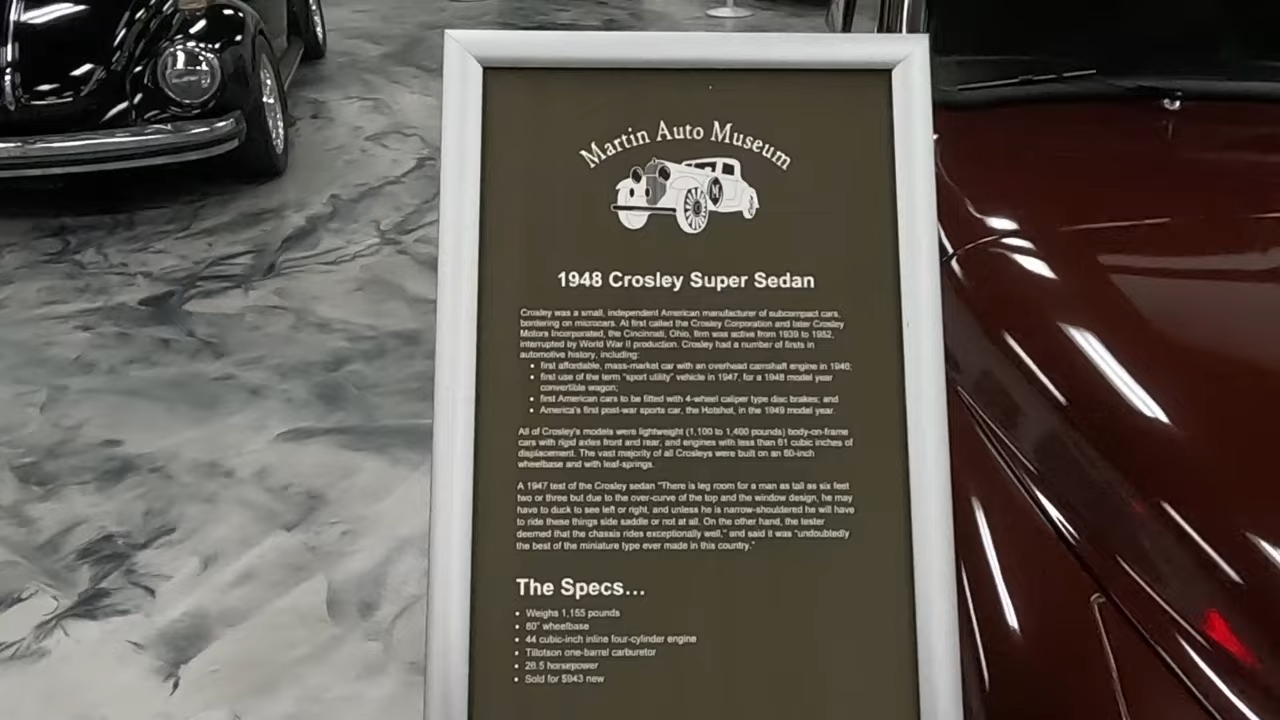 Martin Auto Museum
M
1948 Crosley Super Sedan
Crosley was a small, independent American manufacturer of subcompact cars,
bordering on microcars. At first called the Crosley Corporation and later Crosley
Motors Incorporated, the Cincinnati, Ohio, firm was active from 1939 to 1952,
interrupted by World War II production. Crosley had a number of firsts in
automotive history, including:
• first affordable, mass-market car with an overhead camshaft engine in 1946;
• first use of the term "sport utility" vehicle in 1947, for a 1948 model year
convertible wagon;
• first American cars to be fitted with 4-wheel caliper type disc brakes; and
• America's first post-war sports car, the Hotshot, in the 1949 model year.
All of Crosley's models were lightweight (1,100 to 1,400 pounds) body-on-frame
cars with rigid axles front and rear, and engines with less than 61 cubic inches of
displacement. The vast majority of all Crosleys were built on an 80-inch
wheelbase and with leaf-springs.
A 1947 test of the Crosley sedan "There is leg room for a man as tall as six feet
two or three but due to the over-curve of the top and the window design, he may
have to duck to see left or right, and unless he is narrow-shouldered he will have
to ride these things side saddle or not at all. On the other hand, the tester
deemed that the chassis rides exceptionally well," and said it was "undoubtedly
the best of the miniature type ever made in this country."
The Specs...
• Weighs 1,155 pounds
• 80" wheelbase
• 44 cubic-inch inline four-cylinder engine
• Tillotson one-barrel carburetor
• 26.5 horsepower
• Sold for $943 new